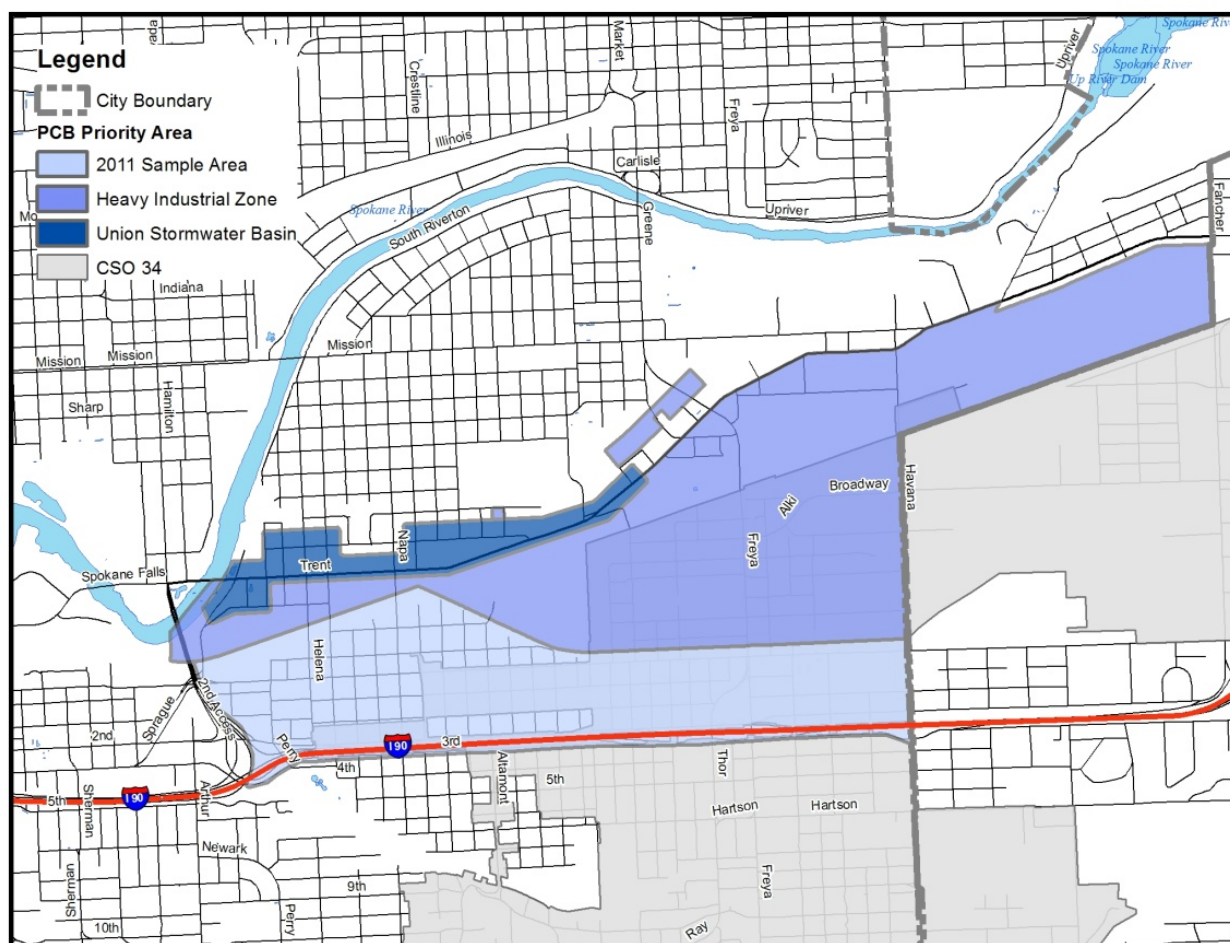 Legend
City Boundary
PCB Priority Area
2011 Sample Area
Heavy Industrial Zone
Union Stormwater Basin
CSO 34
Crestline
Market
Freya
Upriver
Spokane River
Spokane River
Spokane River
Up River Dam
Illinois
Carlisle
Mo
Spokane River
South Riverton
Greene
Upriver
Fancher
Indiana
Mission
Mission
Mission
Hamilton
Sharp
Havana
Broadway
Alki
Napa
Freya
Trent
Spokane Falls
Helena
2nd Access
Sprague
2nd
Perry
190
3rd
4th
Altamont
5th
Thor
5th
190
Arthur
Sherman
Hartson
Hartson
Newark
Sherman
9th
Perry
Freya
10th
Ray